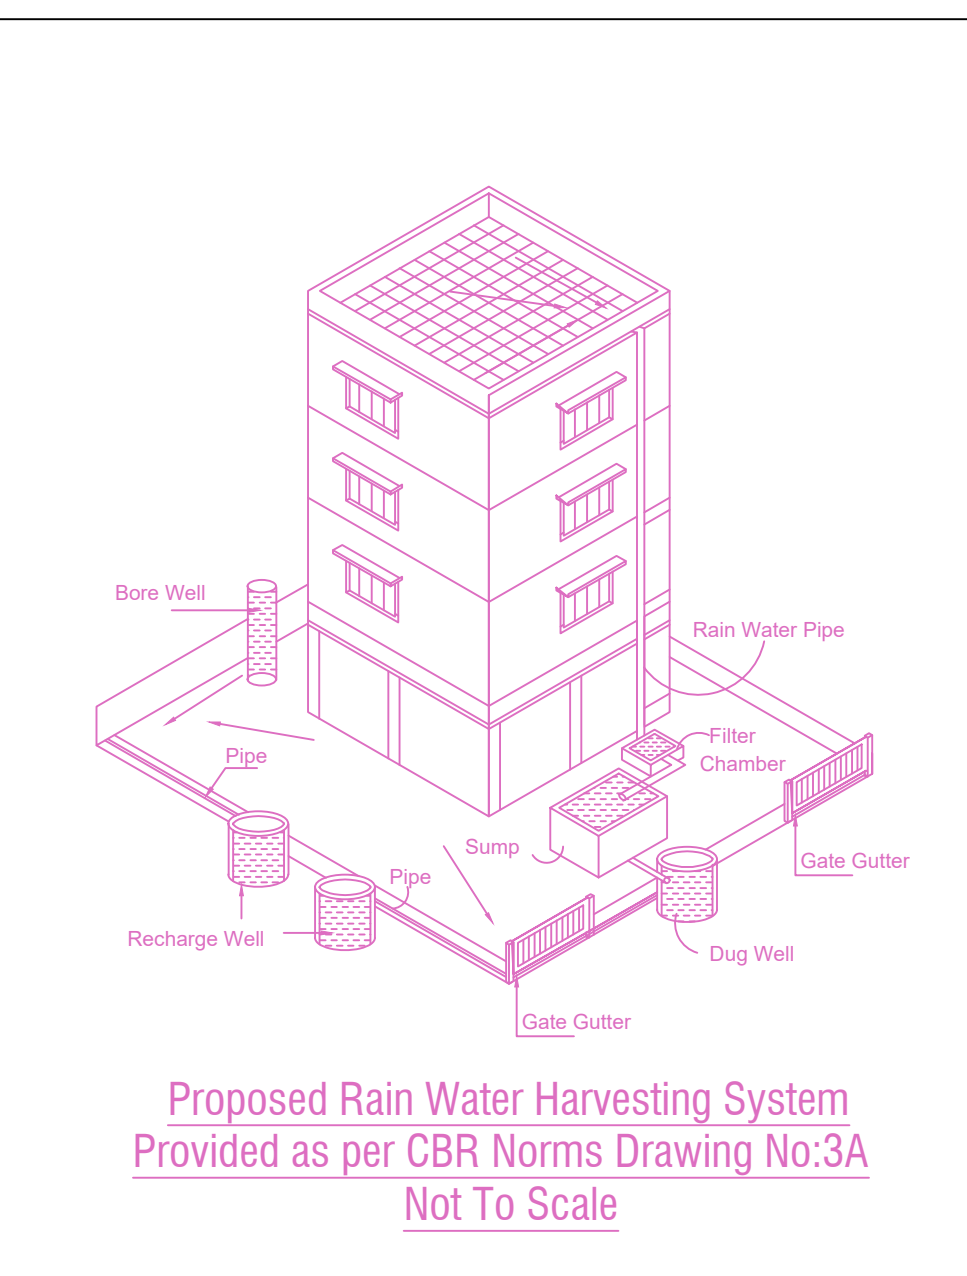 Bore Well
Rain Water Pipe
Filter
Chamber
Pipe
Sump
Gate Gutter
Pipe
Recharge Well
Dug Well
Gate Gutter
Proposed Rain Water Harvesting System
Provided as per CBR Norms Drawing No:3A
Not To Scale